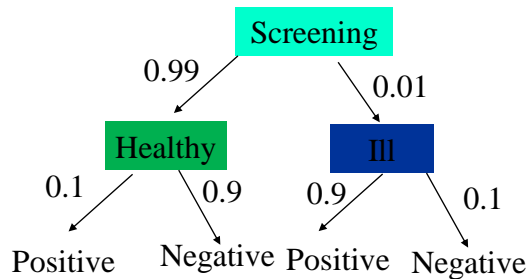 Screening
0.99
0.01
Healthy
Ill
0.1
0.9
0.9
0.1
Positive
Negative
Positive
Negative